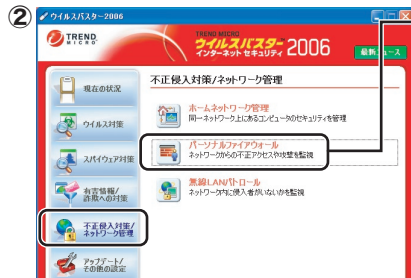 ②
ウイルスバスター2006
TREND MICRO
TREND MICRO
ウイルスバスター 2006
インターネット セキュリティ
現在の状況
ウイルス対策
スパイウェア対策
有害情報/
詐欺への対策
不正侵入対策/
ネットワーク管理
アップデート/
その他の設定
不正侵入対策/ネットワーク管理
ホームネットワーク管理
同一ネットワーク上にあるコンピュータのセキュリティを管理
パーソナルファイアウォール
ネットワークからの不正アクセスや攻撃を監視
無線LANパトロール
ネットワーク内に侵入者がいないかを監視